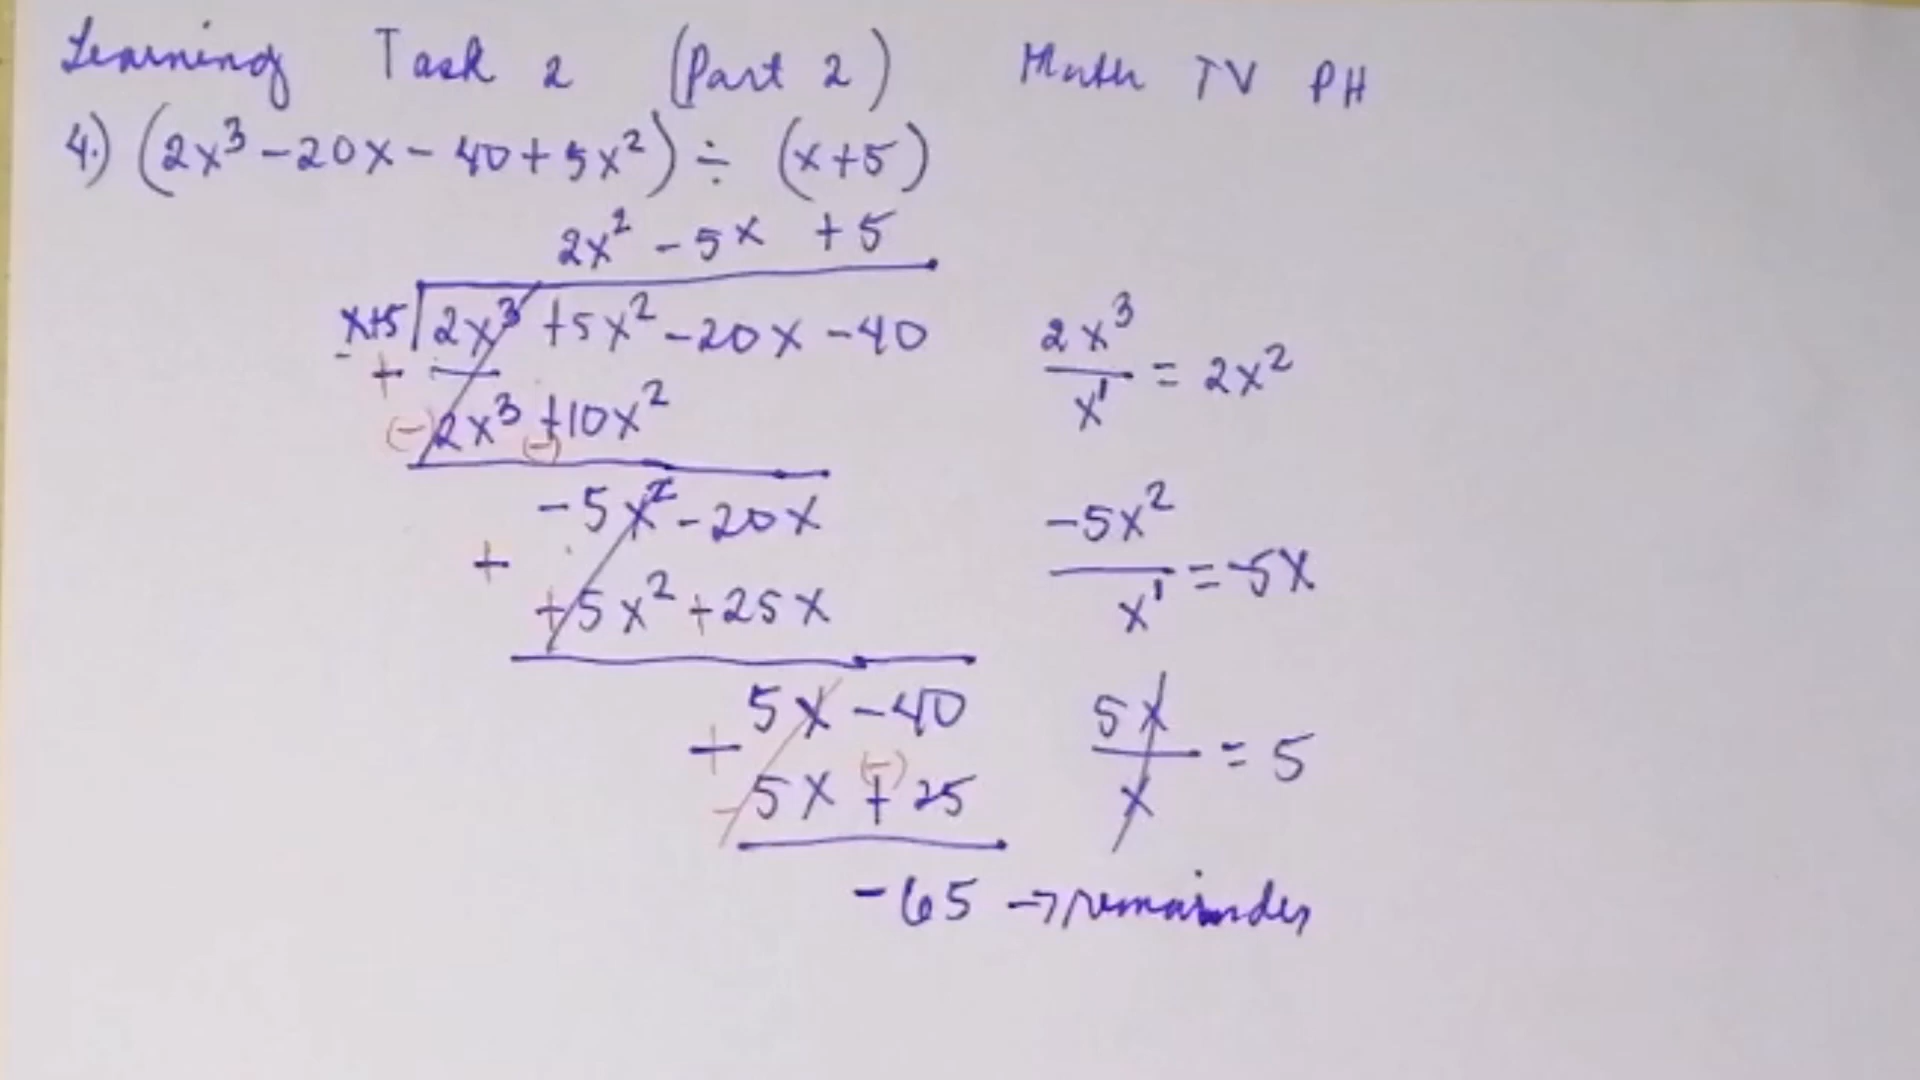 Learning Task 2 (Part 2) Math TV PH
4.) (2x³ - 20x - 40 + 5x²) ÷ (x+5)
2x² - 5x + 5
x+5 2x³ + 5x² - 20x - 40
+
(-) 2x³ (-) +10x²
-5x² - 20x
+
+5x² + 25x
5x - 40
+
- 5x (-) + 25
-65 → remainder
2x³/x¹ = 2x²
-5x²/x¹ = -5x
5x/x = 5